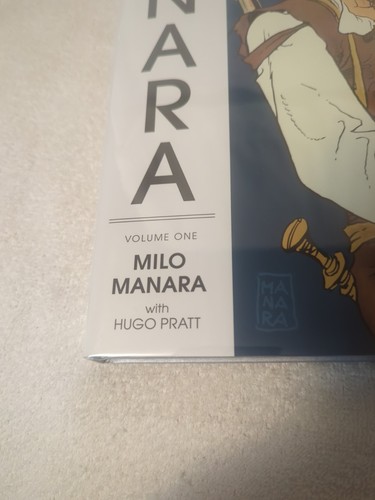 NARA
VOLUME ONE
MILO
MANARA
with
HUGO PRATT
MA
NA
RA